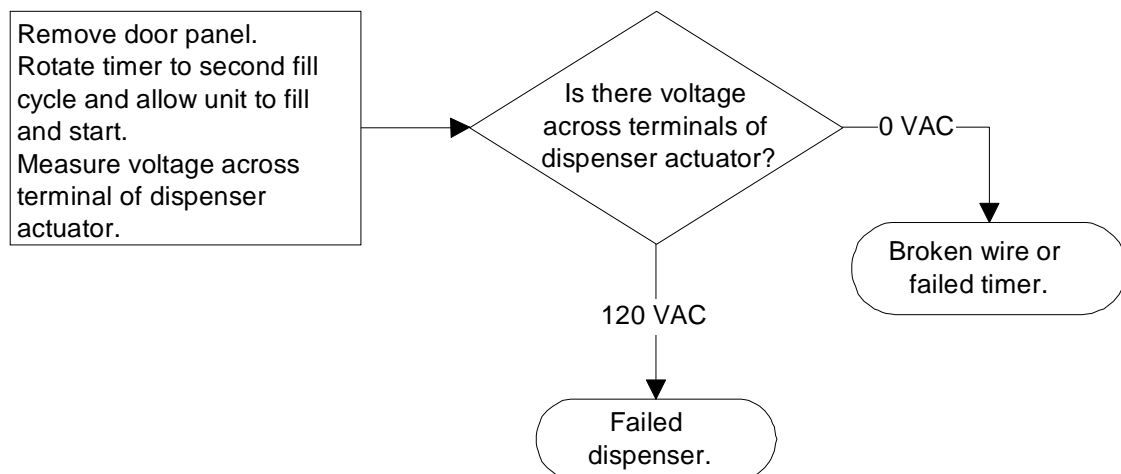 Remove door panel.
Rotate timer to second fill
cycle and allow unit to fill
and start.
Measure voltage across
terminal of dispenser
actuator.
Is there voltage
across terminals of
dispenser actuator?
0 VAC
Broken wire or
failed timer.
120 VAC
Failed
dispenser.